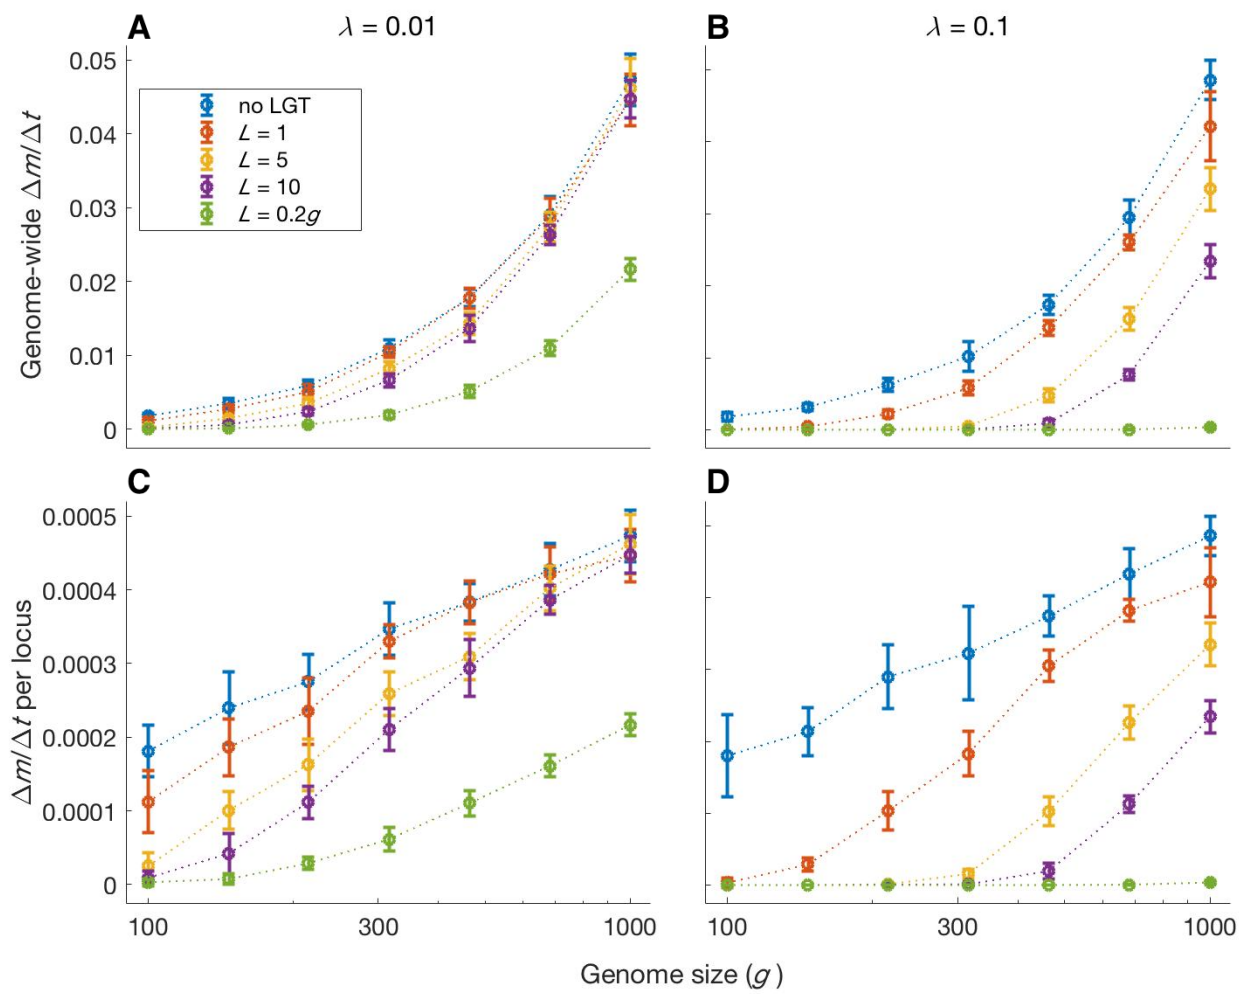 A
λ = 0.01
B
λ = 0.1
Genome-wide Δm/Δt
0.05
0.04
0.03
0.02
0.01
0
no LGT
L = 1
L = 5
L = 10
L = 0.2g
C
D
Δm/Δt per locus
0.0005
0.0004
0.0003
0.0002
0.0001
0
100
300
1000
100
300
1000
Genome size (g )